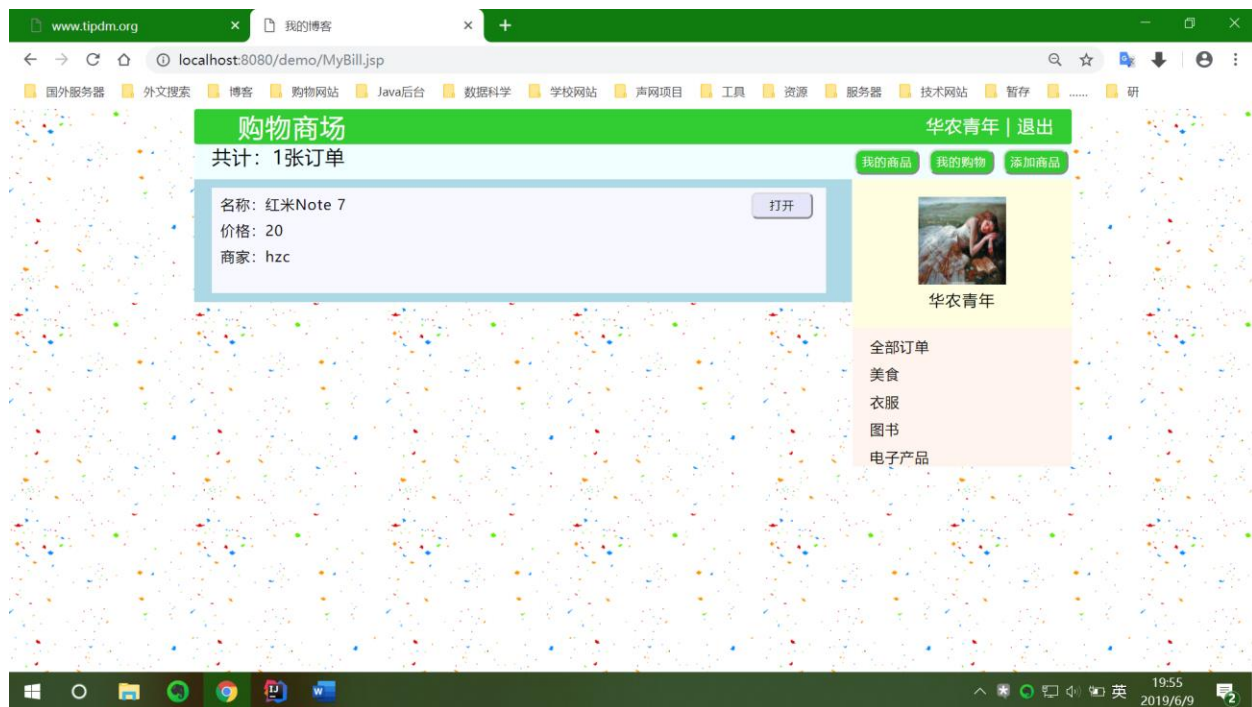 www.tipdm.org
我的博客
localhost:8080/demo/MyBill.jsp
国外服务器 外文搜索 博客 购物网站 Java后台 数据科学 学校网站 声网项目 工具 资源 服务器 技术网站 暂存 ...... 研
购物商场 华农青年 | 退出
共计：1张订单 我的商品 我的购物 添加商品
名称：红米Note 7 打开
价格：20
商家：hzc
华农青年
全部订单
美食
衣服
图书
电子产品
英 19:55
2019/6/9 2